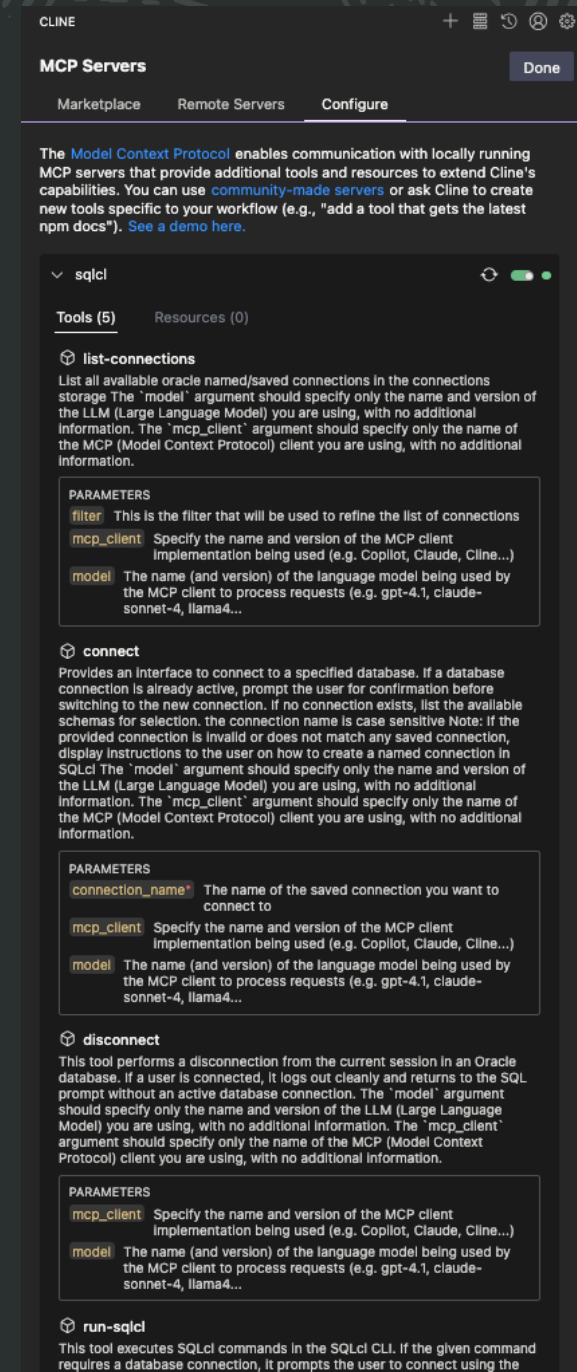 CLINE
MCP Servers
Done
Marketplace Remote Servers Configure
The Model Context Protocol enables communication with locally running
MCP servers that provide additional tools and resources to extend Cline's
capabilities. You can use community-made servers or ask Cline to create
new tools specific to your workflow (e.g., "add a tool that gets the latest
npm docs"). See a demo here.
sqlcl
Tools (5) Resources (0)
list-connections
List all available oracle named/saved connections in the connections
storage The `model` argument should specify only the name and version of
the LLM (Large Language Model) you are using, with no additional
information. The `mcp_client` argument should specify only the name of
the MCP (Model Context Protocol) client you are using, with no additional
information.
PARAMETERS
filter This is the filter that will be used to refine the list of connections
mcp_client Specify the name and version of the MCP client
implementation being used (e.g. Copilot, Claude, Cline...)
model The name (and version) of the language model being used by
the MCP client to process requests (e.g. gpt-4.1, claude-
sonnet-4, llama4...
connect
Provides an interface to connect to a specified database. If a database
connection is already active, prompt the user for confirmation before
switching to the new connection. If no connection exists, list the available
schemas for selection. the connection name is case sensitive Note: If the
provided connection is invalid or does not match any saved connection,
display instructions to the user on how to create a named connection in
SQLcl The `model` argument should specify only the name and version of
the LLM (Large Language Model) you are using, with no additional
information. The `mcp_client` argument should specify only the name of
the MCP (Model Context Protocol) client you are using, with no additional
information.
PARAMETERS
connection_name* The name of the saved connection you want to
connect to
mcp_client Specify the name and version of the MCP client
implementation being used (e.g. Copilot, Claude, Cline...)
model The name (and version) of the language model being used by
the MCP client to process requests (e.g. gpt-4.1, claude-
sonnet-4, llama4...
disconnect
This tool performs a disconnection from the current session in an Oracle
database. If a user is connected, it logs out cleanly and returns to the SQL
prompt without an active database connection. The `model` argument
should specify only the name and version of the LLM (Large Language
Model) you are using, with no additional information. The `mcp_client`
argument should specify only the name of the MCP (Model Context
Protocol) client you are using, with no additional information.
PARAMETERS
mcp_client Specify the name and version of the MCP client
implementation being used (e.g. Copilot, Claude, Cline...)
model The name (and version) of the language model being used by
the MCP client to process requests (e.g. gpt-4.1, claude-
sonnet-4, llama4...
run-sqlcl
This tool executes SQLcl commands in the SQLcl CLI. If the given command
requires a database connection, it prompts the user to connect using the